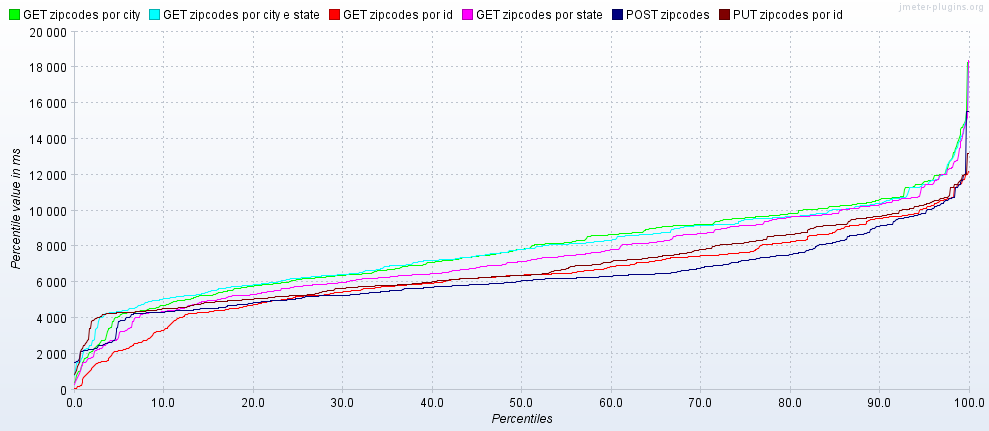 GET zipcodes por city GET zipcodes por city e state GET zipcodes por id GET zipcodes por state POST zipcodes PUT zipcodes por id
jmeter-plugins.org
20 000
18 000
16 000
14 000
12 000
10 000
8 000
6 000
4 000
2 000
0
Percentile value in ms
0.0 10.0 20.0 30.0 40.0 50.0 60.0 70.0 80.0 90.0 100.0
Percentiles